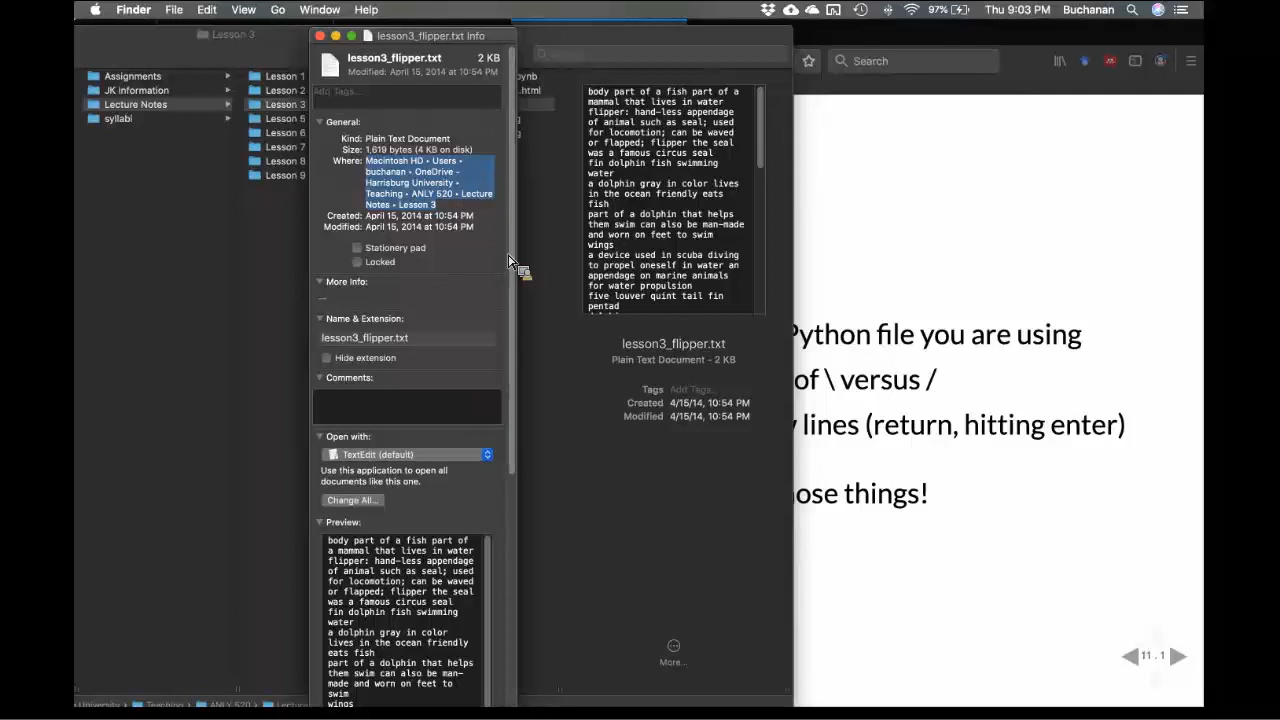 Finder File Edit View Go Window Help 97% Thu 9:03 PM Buchanan
Lesson 3
lesson3_flipper.txt Info
lesson3_flipper.txt 2 KB
Modified: April 15, 2014 at 10:54 PM
Add Tags...
General:
Kind: Plain Text Document
Size: 1,619 bytes (4 KB on disk)
Where: Macintosh HD • Users •
buchanan • OneDrive -
Harrisburg University •
Teaching • ANLY 520 • Lecture
Notes • Lesson 3
Created: April 15, 2014 at 10:54 PM
Modified: April 15, 2014 at 10:54 PM
Stationery pad
Locked
More Info:
--
Name & Extension:
lesson3_flipper.txt
Hide extension
Comments:
Open with:
TextEdit (default)
Use this application to open all
documents like this one.
Change All...
Preview:
body part of a fish part of
a mammal that lives in water
flipper: hand-less appendage
of animal such as seal; used
for locomotion; can be waved
or flapped; flipper the seal
was a famous circus seal
fin dolphin fish swimming
water
a dolphin gray in color
lives in the ocean friendly
eats fish
part of a dolphin that helps
them swim can also be man-
made and worn on feet to
swim
wings
Assignments
JK information
Lecture Notes
syllabi
Lesson 1
Lesson 2
Lesson 3
Lesson 5
Lesson 6
Lesson 7
Lesson 8
Lesson 9
ynb
.html
body part of a fish part of a
mammal that lives in water
flipper: hand-less appendage
of animal such as seal; used
for locomotion; can be waved
or flapped; flipper the seal
was a famous circus seal
fin dolphin fish swimming
water
a dolphin gray in color lives
in the ocean friendly eats
fish
part of a dolphin that helps
them swim can also be man-made
and worn on feet to swim
wings
a device used in scuba diving
to propel oneself in water an
appendage on marine animals
for water propulsion
five louver quint tail fin
pentad
lesson3_flipper.txt
Plain Text Document - 2 KB
Tags Add Tags...
Created 4/15/14, 10:54 PM
Modified 4/15/14, 10:54 PM
More...
University Teaching ANLY 520 Lecture
Search
Python file you are using
of \ versus /
lines (return, hitting enter)
those things!
11 . 1